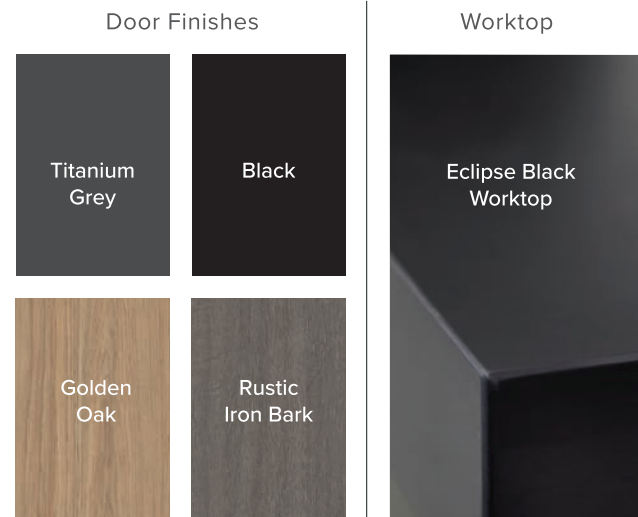 Door Finishes
Worktop
Titanium
Grey
Black
Eclipse Black
Worktop
Golden
Oak
Rustic
Iron Bark